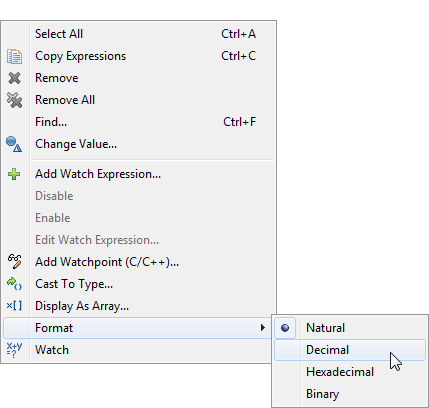 Select All Ctrl+A
Copy Expressions Ctrl+C
Remove
Remove All
Find... Ctrl+F
Change Value...
Add Watch Expression...
Disable
Enable
Edit Watch Expression...
Add Watchpoint (C/C++)...
Cast To Type...
×[] Display As Array...
Format
Natural
x+y=? Watch
Decimal
Hexadecimal
Binary